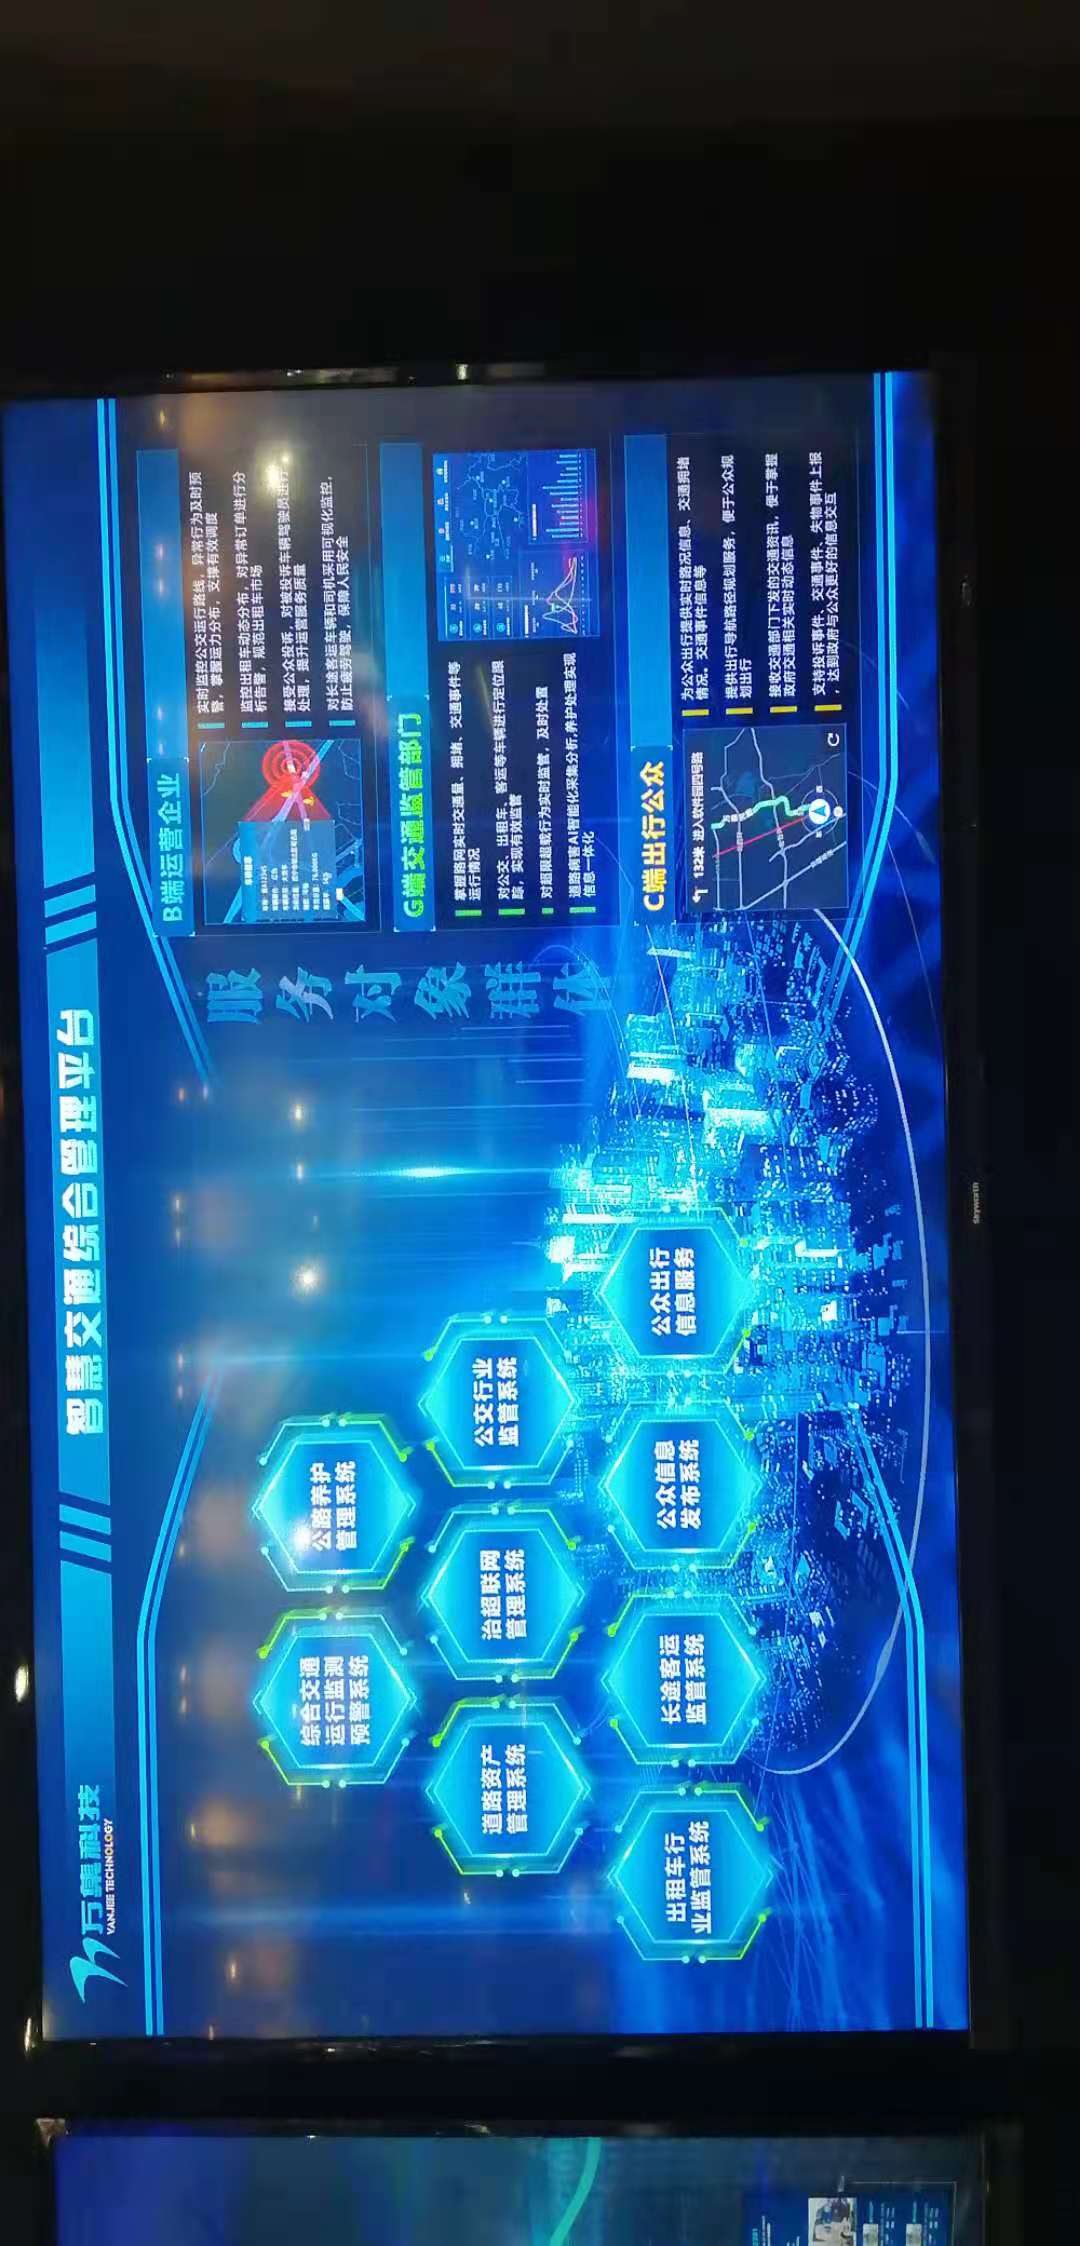 万集科技
VANJEE TECHNOLOGY
智慧交通综合管理平台
综合交通
运行监测
预警系统
公路养护
管理系统
道路资产
管理系统
治超联网
管理系统
公交行业
监管系统
出租车行
业监管系统
长途客运
监管系统
公众信息
发布系统
公众出行
信息服务
服务对象群体
B端运营企业
实时监控公交运行路线，异常行为及时预
警，掌握运力分布，支撑有效调度
监控出租车动态分布，对异常订单进行分
析告警，规范出租车市场
接受公众投诉，对被投诉车辆驾驶员进行
处理，提升运营服务质量
对长途客运车辆和司机采用可视化监控，
防止疲劳驾驶，保障人民安全
G端交通监管部门
掌握路网实时交通量、拥堵、交通事件等
运行情况
对公交、出租车、客运等车辆进行定位跟
踪，实现有效监管
对超限超载行为实时监管，及时处置
道路病害AI智能化采集分析,养护处理实现
信息一体化
C端出行公众
132米 进入软件园四号路
为公众出行提供实时路况信息、交通拥堵
情况。交通事件信息等
提供出行导航路径规划服务，便于公众规
划出行
接收交通部门下发的交通资讯，便于掌握
政府交通相关实时动态信息
支持投诉事件、交通事件、失物事件上报
，达到政府与公众更好的信息交互
skyworth